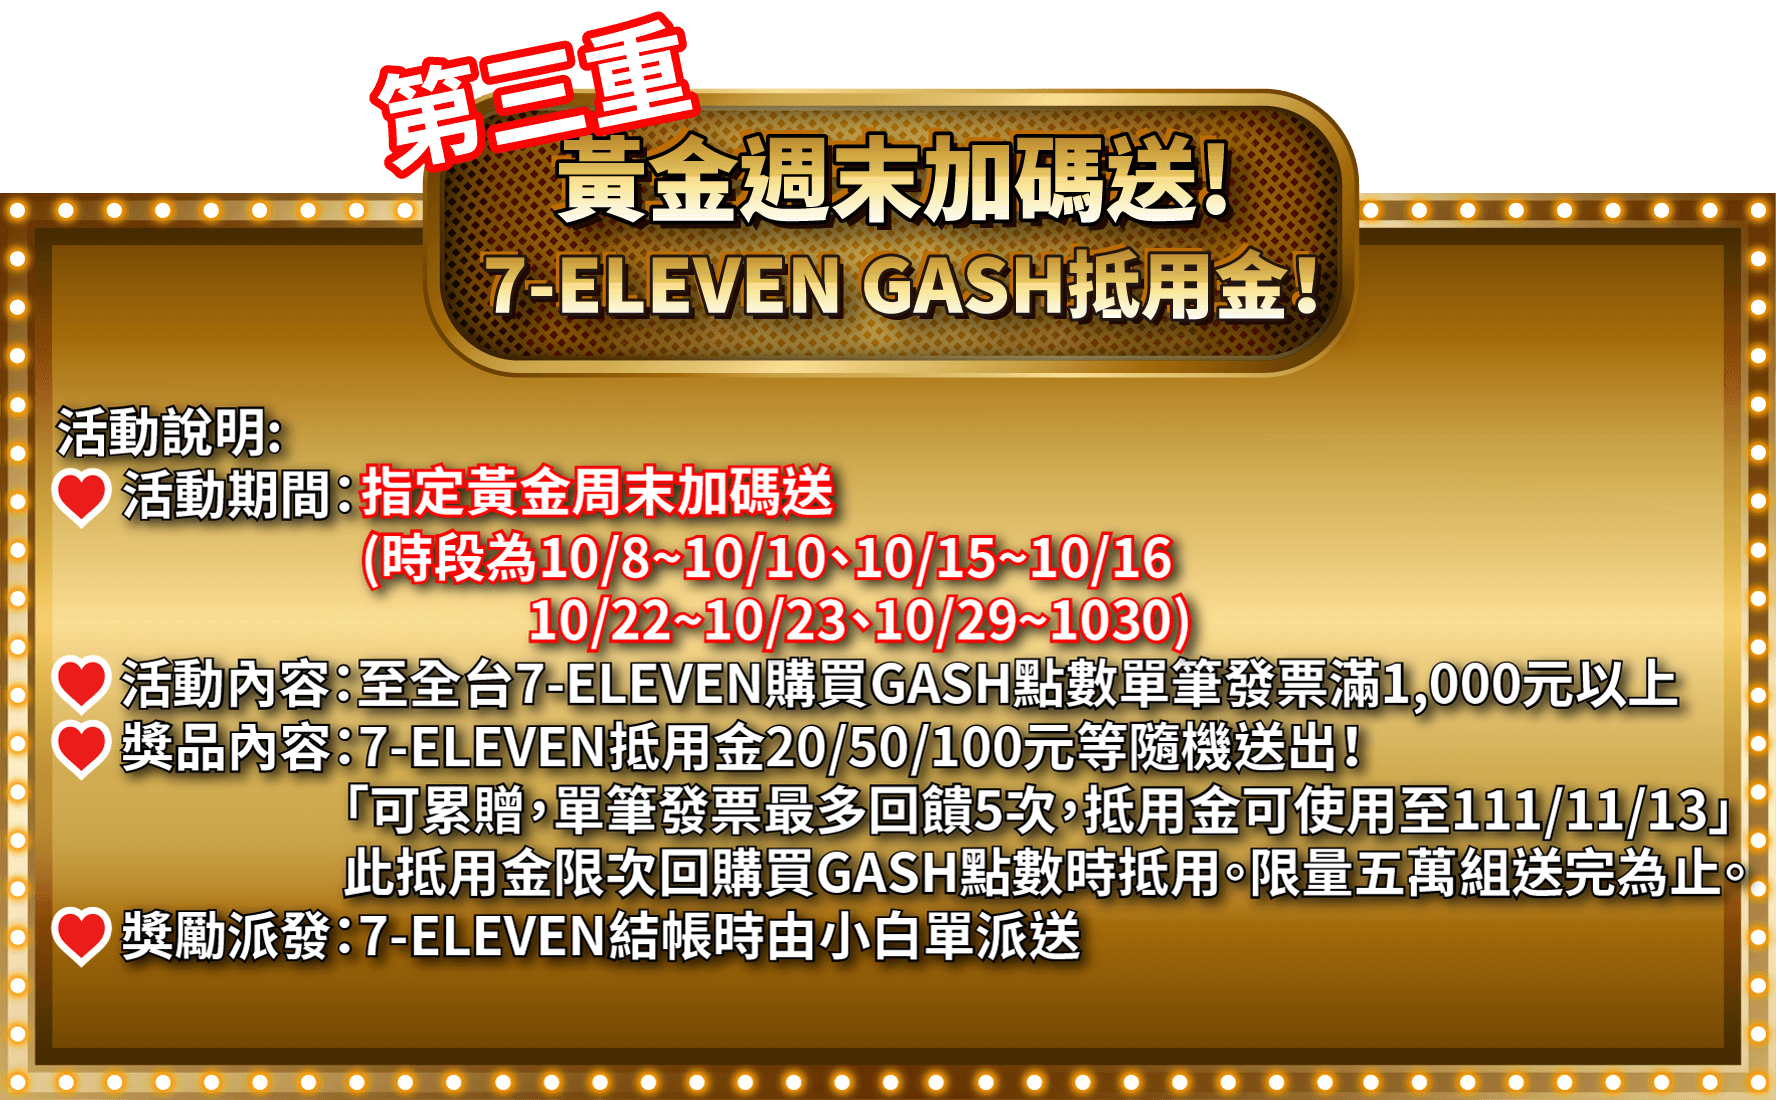 第三重
黃金週末加碼送!
7-ELEVEN GASH抵用金!
活動說明:
活動期間:指定黃金周末加碼送
(時段為10/8~10/10、10/15~10/16
10/22~10/23、10/29~1030)
活動內容:至全台7-ELEVEN購買GASH點數單筆發票滿1,000元以上
獎品內容:7-ELEVEN抵用金20/50/100元等隨機送出!
「可累贈,單筆發票最多回饋5次,抵用金可使用至111/11/13」
此抵用金限次回購買GASH點數時抵用。限量五萬組送完為止。
獎勵派發:7-ELEVEN結帳時由小白單派送